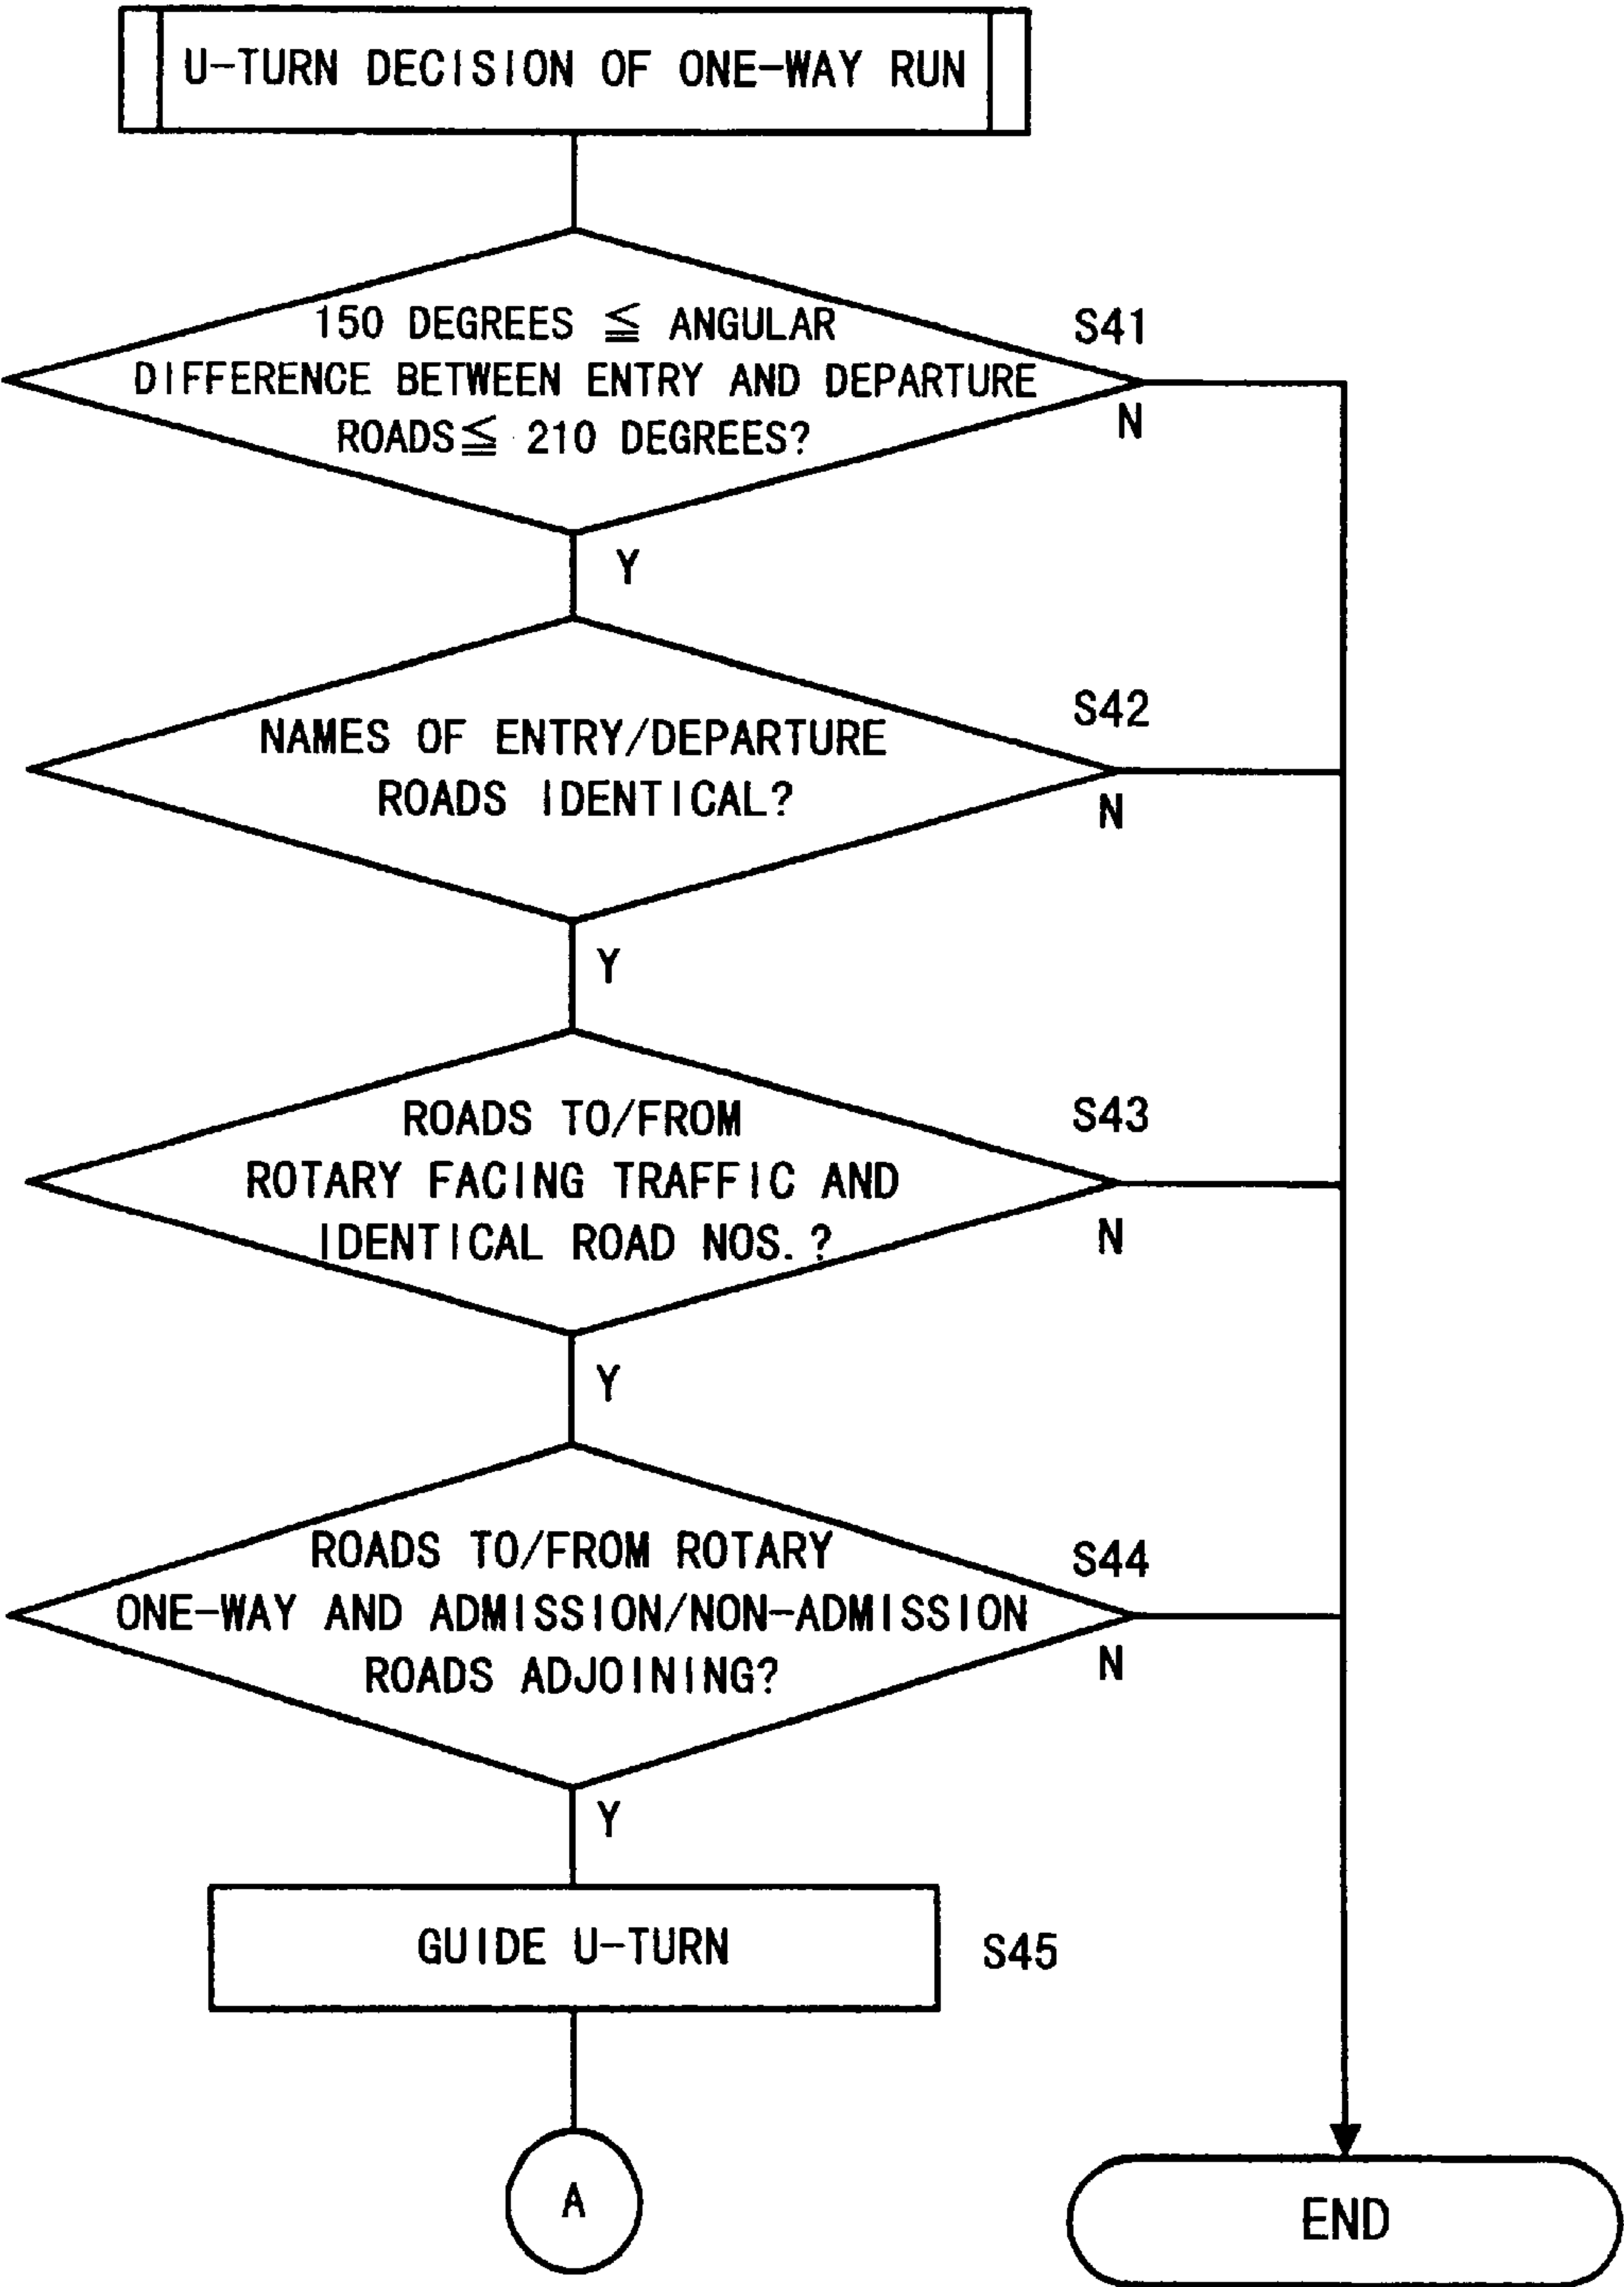 U-TURN DECISION OF ONE-WAY RUN
150 DEGREES ≦ ANGULAR
DIFFERENCE BETWEEN ENTRY AND DEPARTURE
ROADS≦ 210 DEGREES?
S41
N
Y
NAMES OF ENTRY/DEPARTURE
ROADS IDENTICAL?
S42
N
Y
ROADS TO/FROM
ROTARY FACING TRAFFIC AND
IDENTICAL ROAD NOS.?
S43
N
Y
ROADS TO/FROM ROTARY
ONE-WAY AND ADMISSION/NON-ADMISSION
ROADS ADJOINING?
S44
N
Y
GUIDE U-TURN
S45
A
END